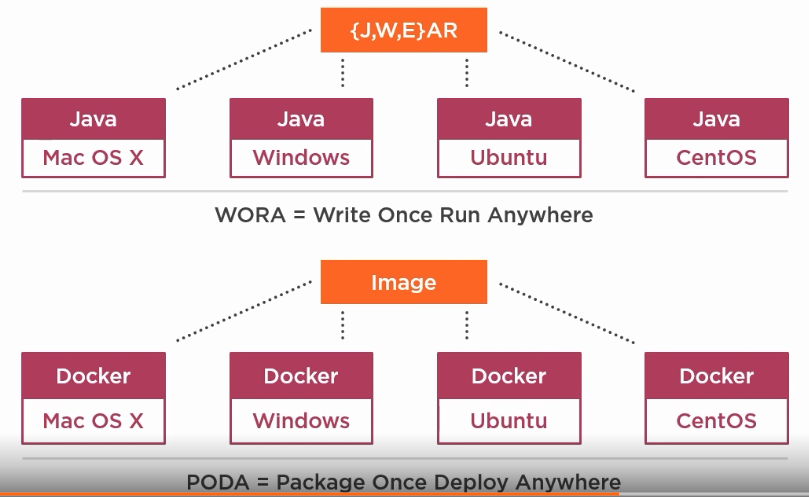 {J,W,E}AR
Java Java Java Java
Mac OS X Windows Ubuntu CentOS
WORA = Write Once Run Anywhere
Image
Docker Docker Docker Docker
Mac OS X Windows Ubuntu CentOS
PODA = Package Once Deploy Anywhere